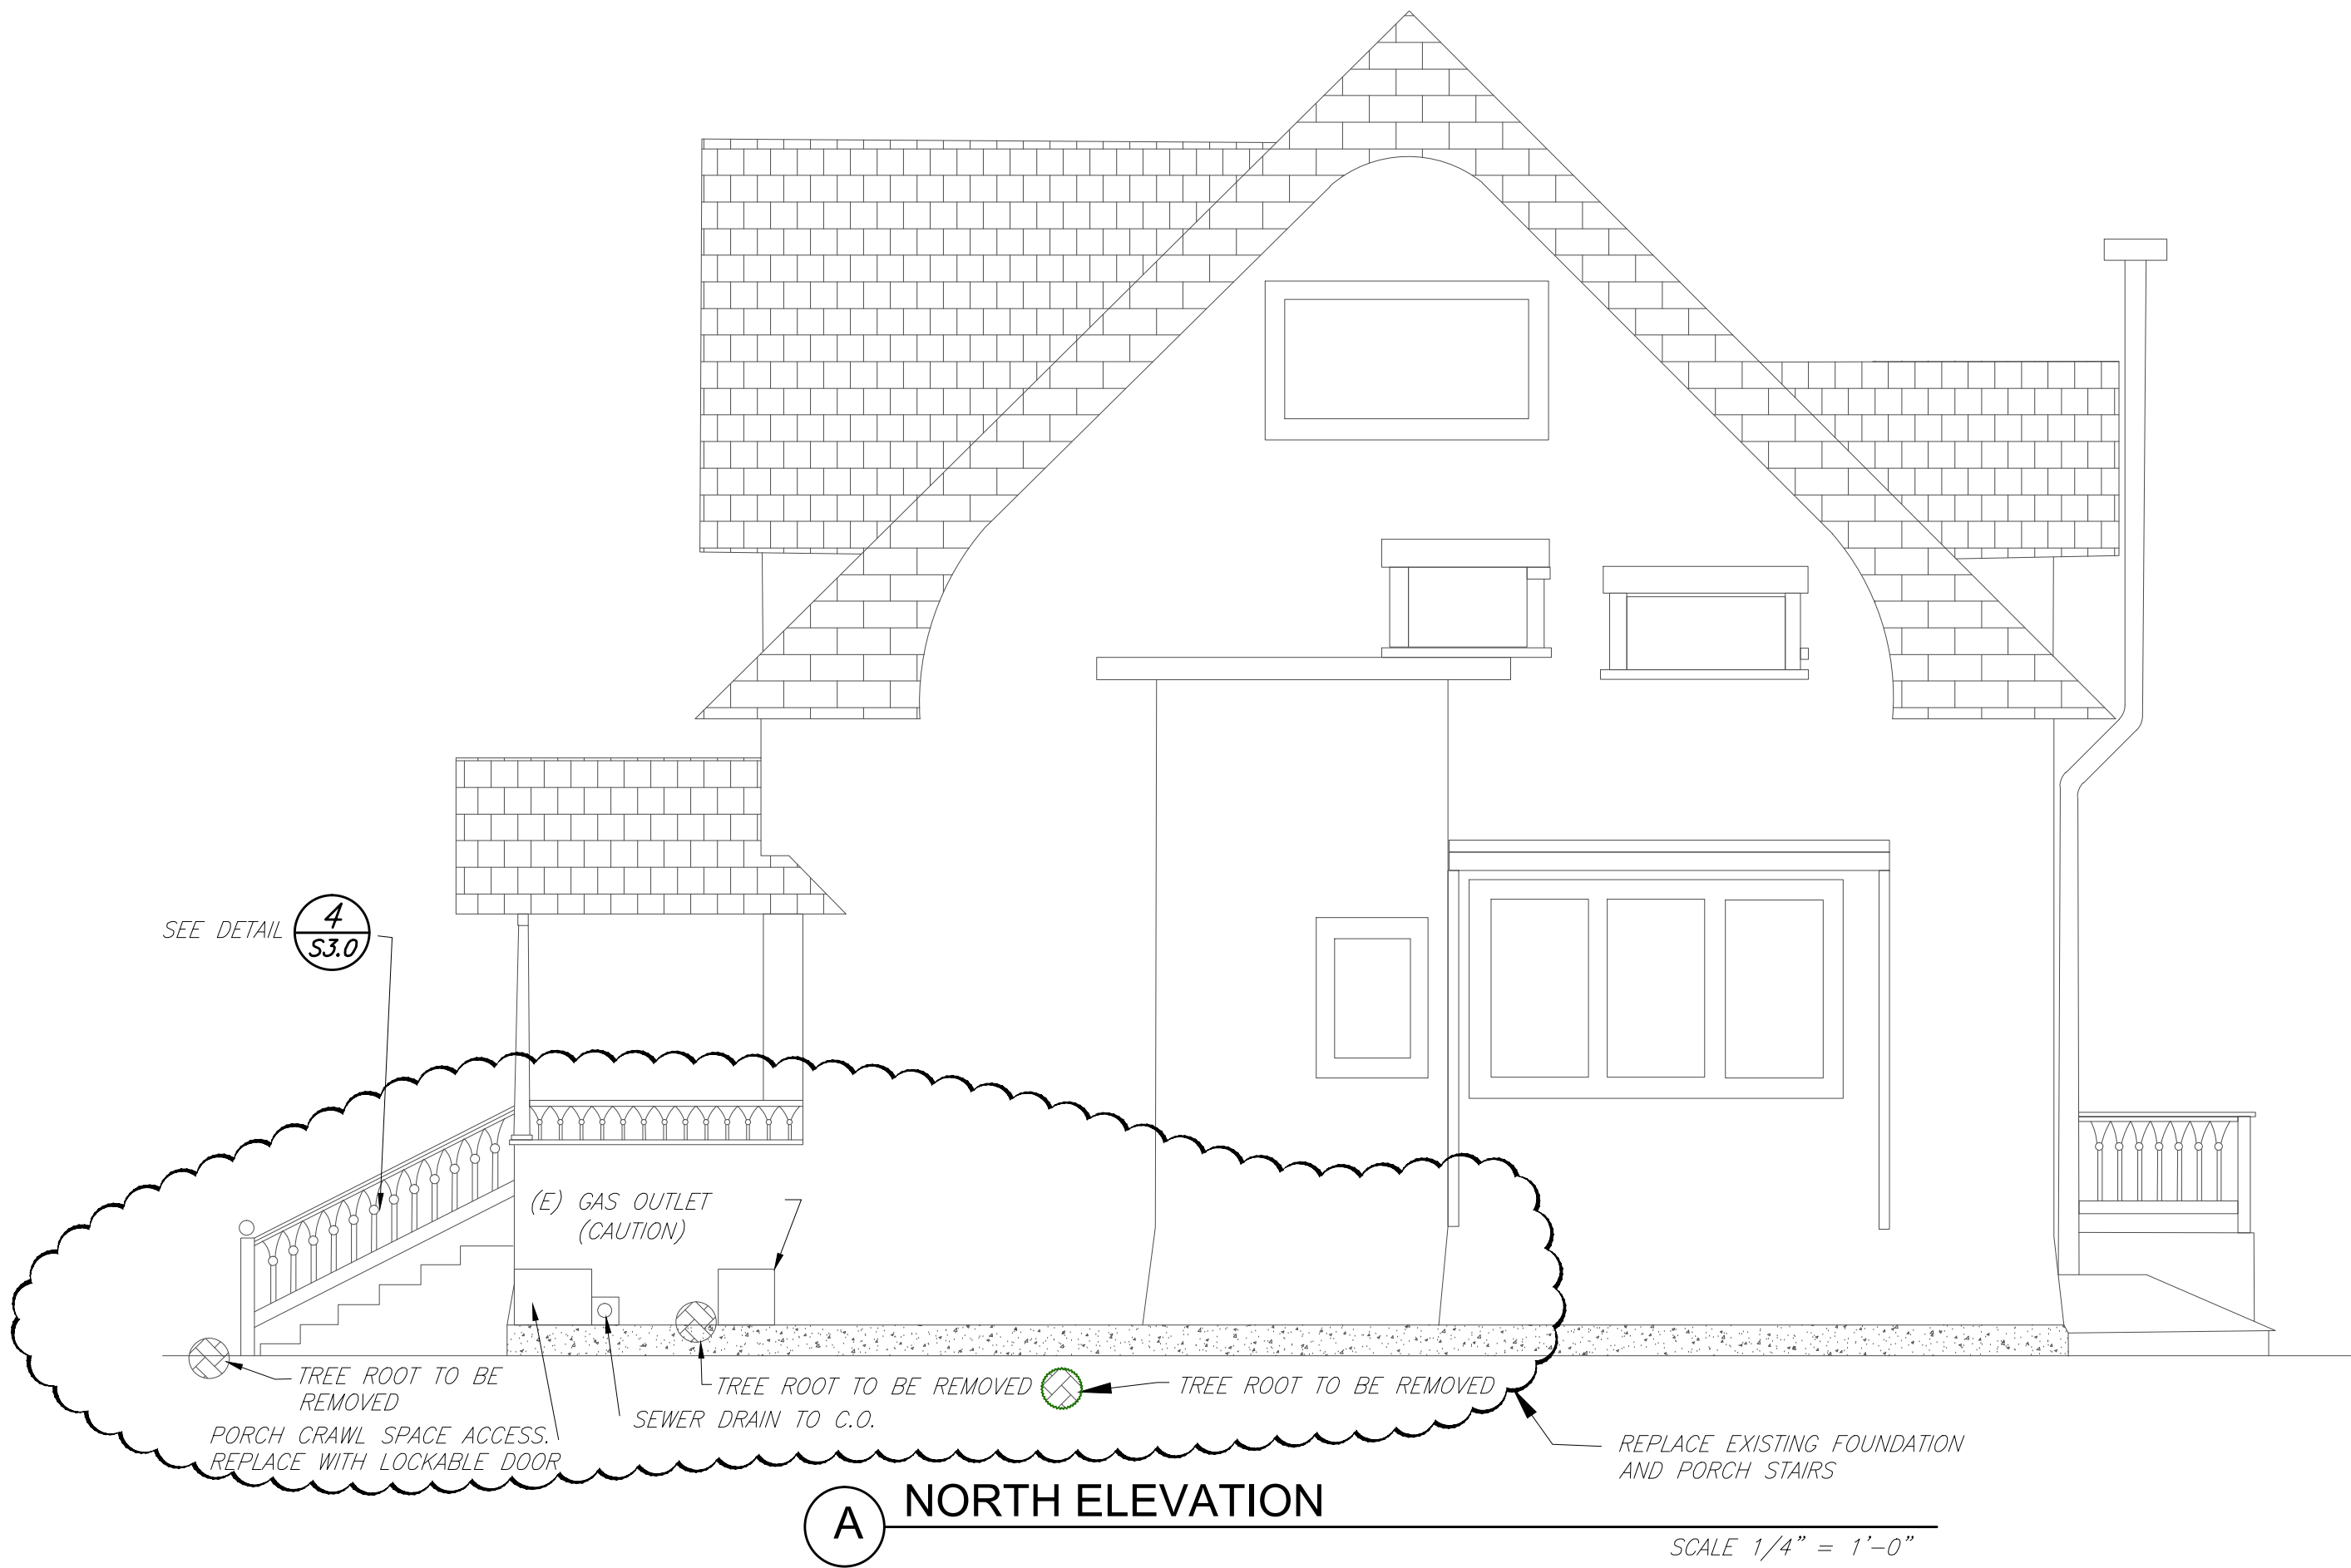 SEE DETAIL
4
S3.0
(E) GAS OUTLET
(CAUTION)
TREE ROOT TO BE
REMOVED
TREE ROOT TO BE REMOVED
TREE ROOT TO BE REMOVED
SEWER DRAIN TO C.O.
PORCH CRAWL SPACE ACCESS.
REPLACE WITH LOCKABLE DOOR
REPLACE EXISTING FOUNDATION
AND PORCH STAIRS
A
NORTH ELEVATION
SCALE 1/4" = 1'-0"